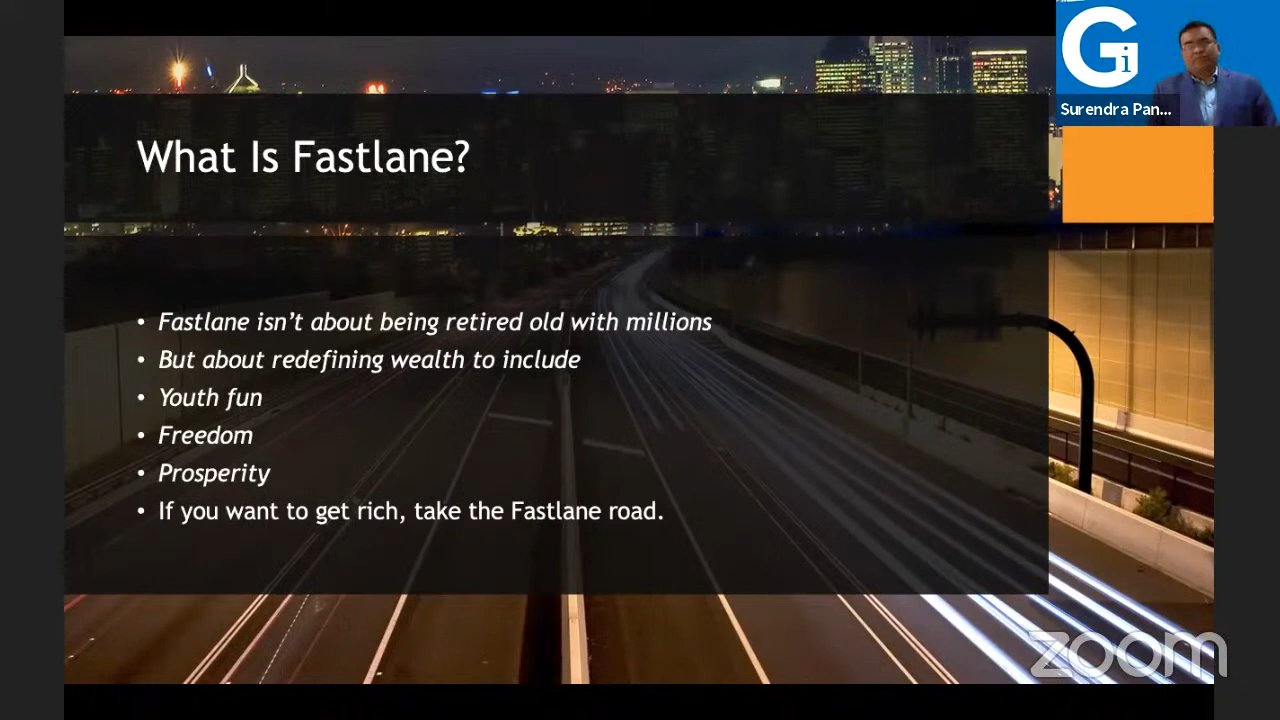 Gi
Surendra Pan...
What Is Fastlane?
• Fastlane isn't about being retired old with millions
• But about redefining wealth to include
• Youth fun
• Freedom
• Prosperity
• If you want to get rich, take the Fastlane road.
zoom